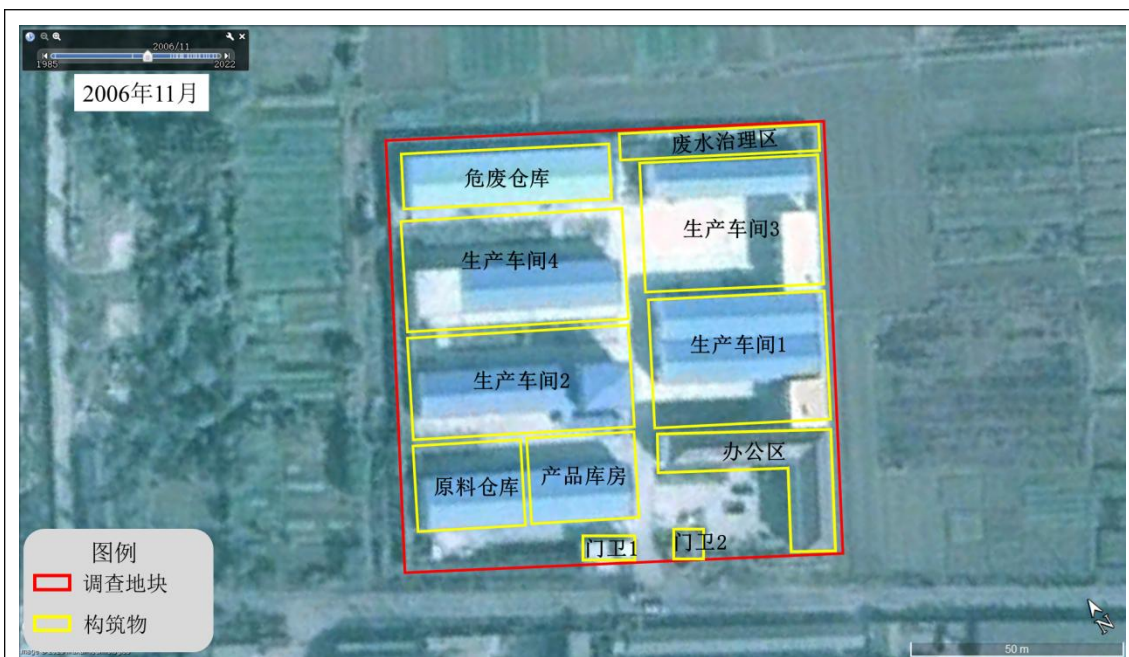 2006/11
1985
2022
2006年11月
废水治理区
危废仓库
生产车间3
生产车间4
生产车间1
生产车间2
办公区
原料仓库
产品库房
门卫1
门卫2
图例
调查地块
构筑物
N
50 m